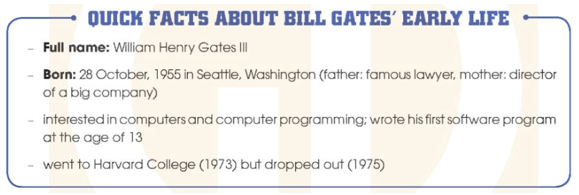 QUICK FACTS ABOUT BILL GATES' EARLY LIFE
– Full name: William Henry Gates III
– Born: 28 October, 1955 in Seattle, Washington (father: famous lawyer, mother: director
of a big company)
– interested in computers and computer programming; wrote his first software program
at the age of 13
– went to Harvard College (1973) but dropped out (1975)